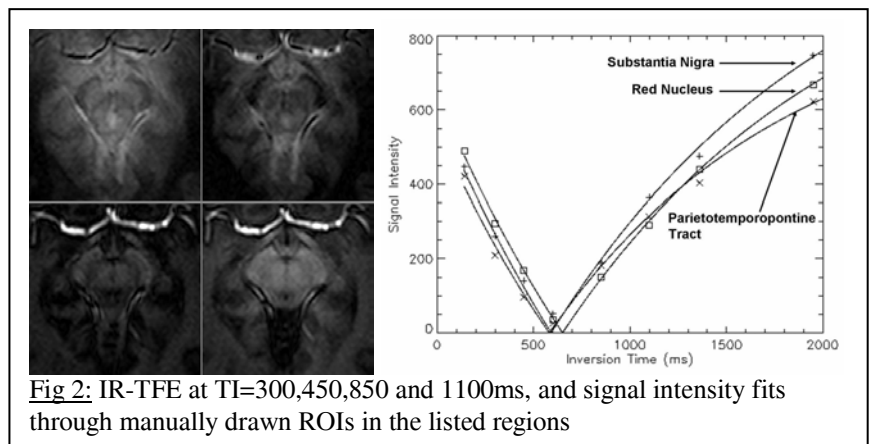 800
600
400
200
0
Signal Intensity
Substantia Nigra
Red Nucleus
Parietotemporopontine
Tract
0 500 1000 1500 2000
Inversion Time (ms)
Fig 2: IR-TFE at TI=300,450,850 and 1100ms, and signal intensity fits
through manually drawn ROIs in the listed regions